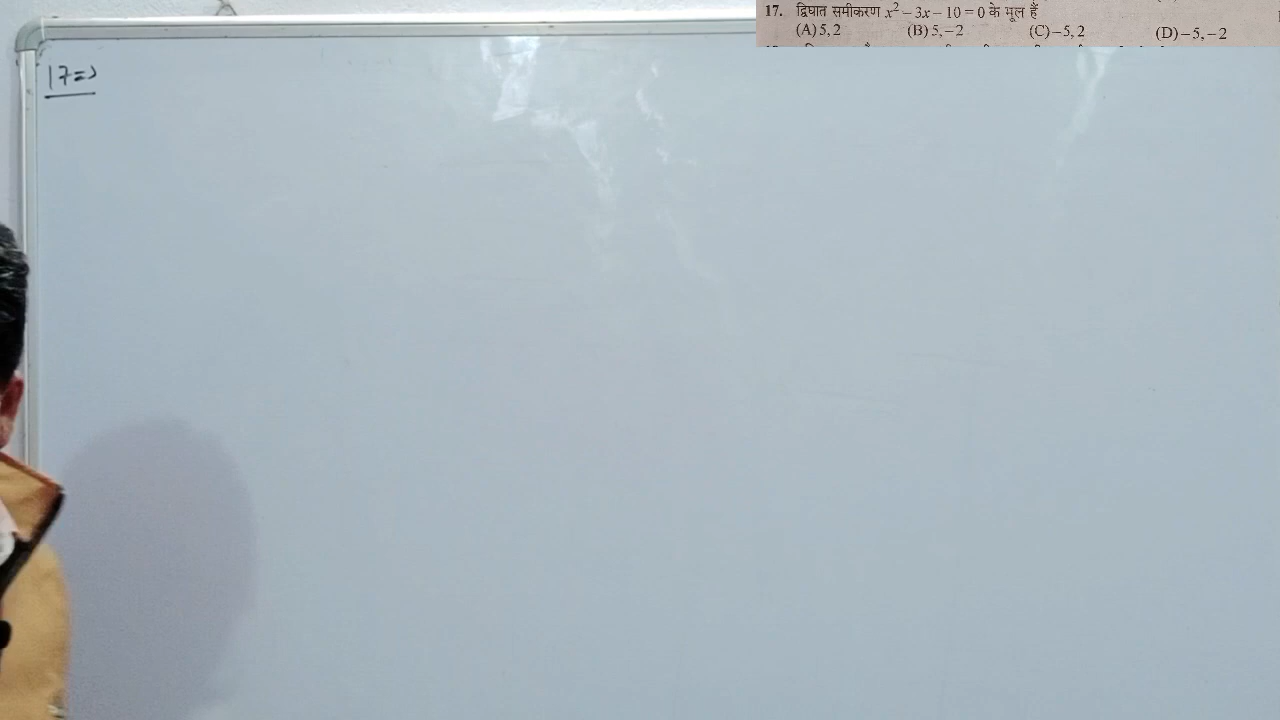 17. द्विघात समीकरण x² – 3x – 10 = 0 के मूल हैं
(A) 5, 2 (B) 5, –2 (C) –5, 2 (D) –5, –2
17⇒